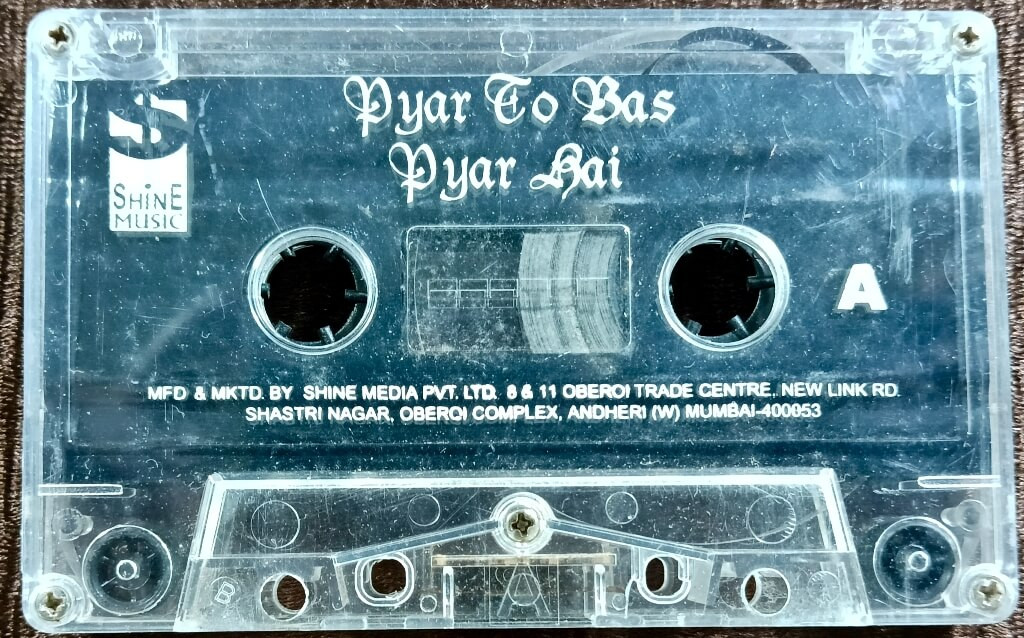 Pyar To Bas
Pyar Hai
SHINE
MUSIC
A
MFD & MKTD. BY SHINE MEDIA PVT. LTD. 8 & 11 OBEROI TRADE CENTRE, NEW LINK RD.
SHASTRI NAGAR, OBEROI COMPLEX, ANDHERI (W) MUMBAI-400053
B
A